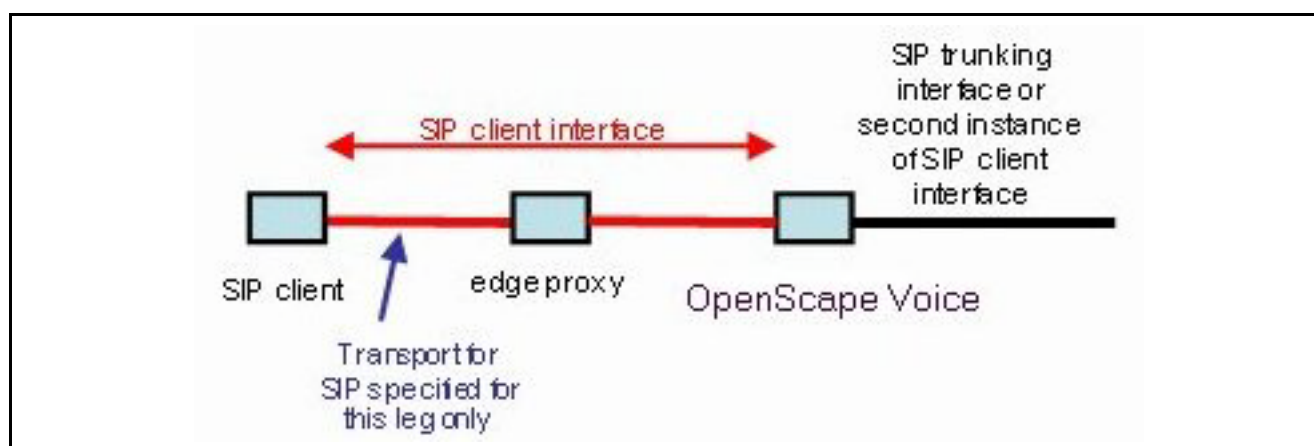 SIP trunking
interface or
second instance
of SIP client
interface
SIP client interface
SIP client
edge proxy
OpenScape Voice
Transport for
SIP specified for
this leg only